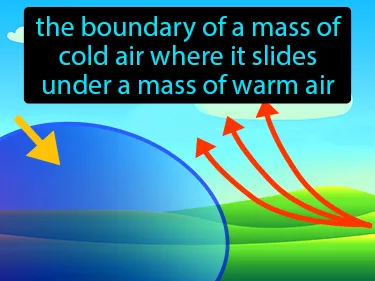 the boundary of a mass of
cold air where it slides
under a mass of warm air